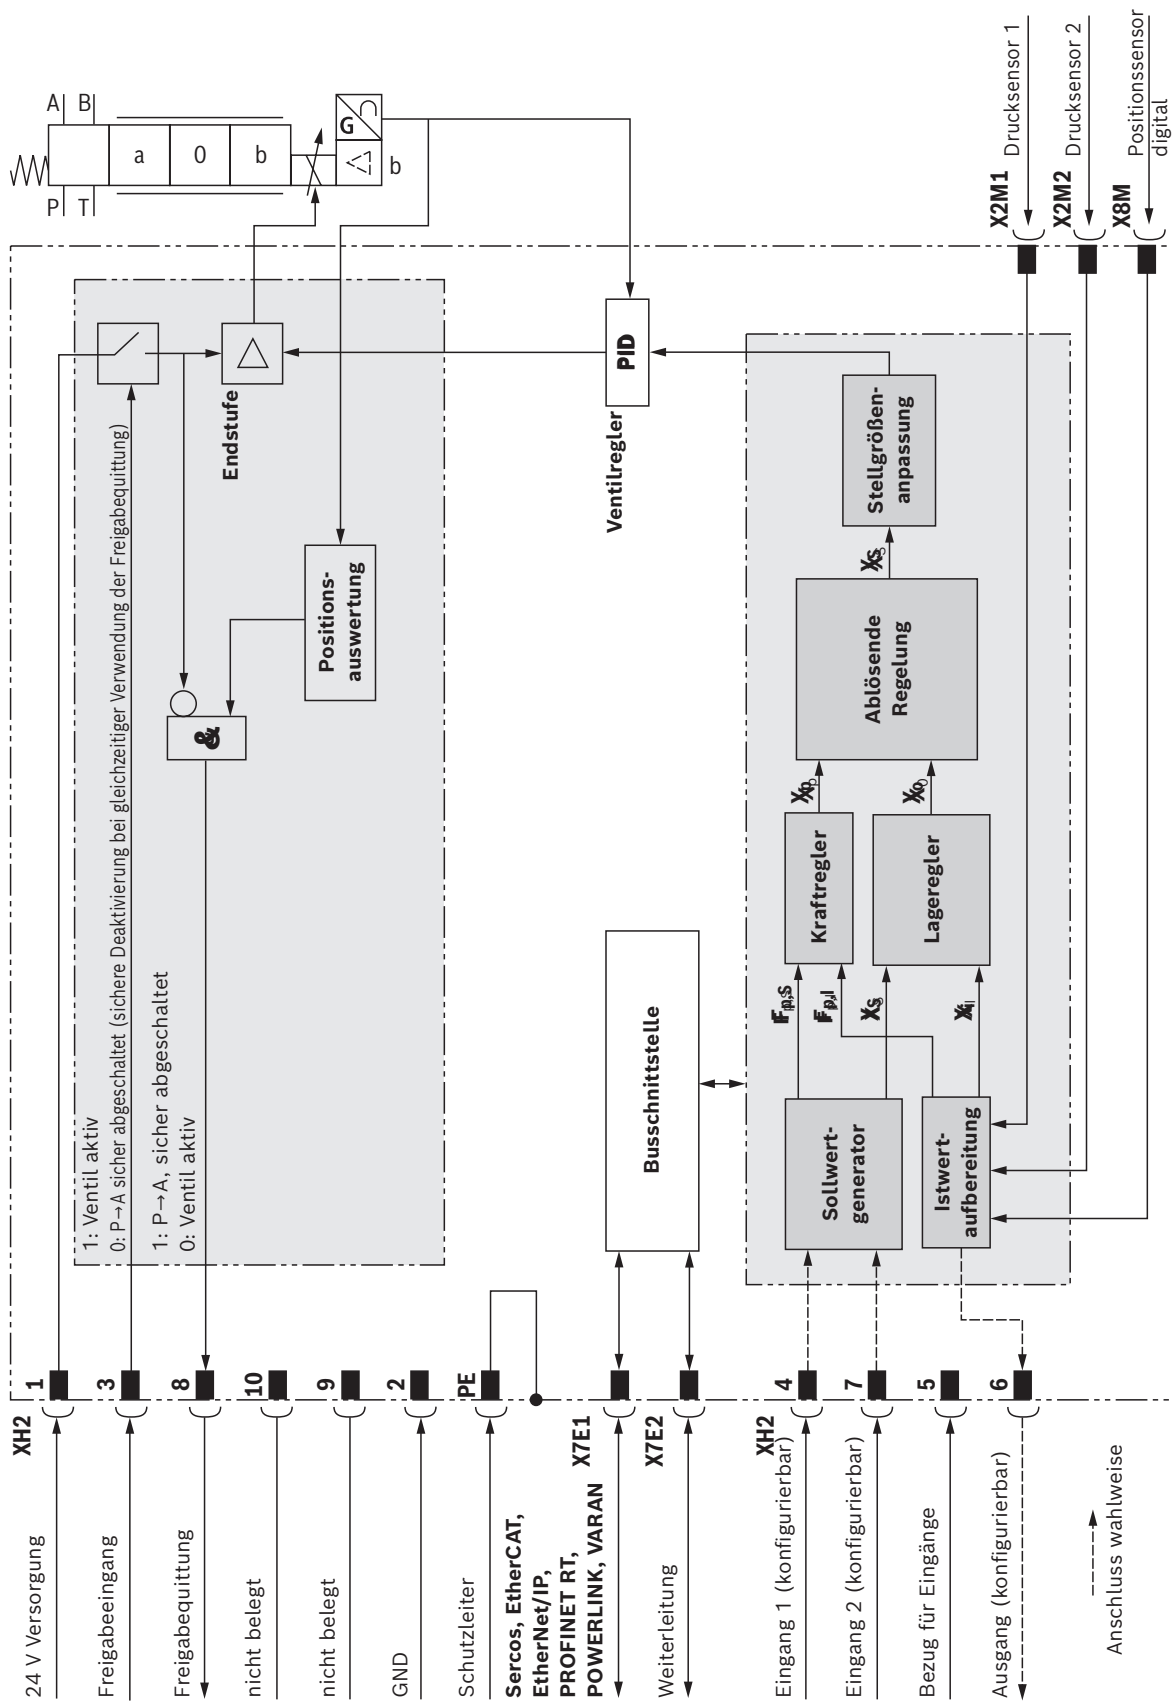 XH2
24 V Versorgung
1
Freigabeeingang
3
Freigabequittung
8
nicht belegt
10
nicht belegt
9
GND
2
Schutzleiter
PE
Sercos, EtherCAT,
EtherNet/IP,
PROFINET RT,
POWERLINK, VARAN
X7E1
Weiterleitung
X7E2
XH2
Eingang 1 (konfigurierbar)
4
Eingang 2 (konfigurierbar)
7
Bezug für Eingänge
5
Ausgang (konfigurierbar)
6
Anschluss wahlweise
1: Ventil aktiv
0: P→A sicher abgeschaltet (sichere Deaktivierung bei gleichzeitiger Verwendung der Freigabequittung)
1: P→A, sicher abgeschaltet
0: Ventil aktiv
&
Positions-
auswertung
Endstufe
Busschnittstelle
Ventilregler
PID
Sollwert-
generator
Istwert-
aufbereitung
Fp,S
Fp,I
Kraftregler
Lageregler
Ablösende
Regelung
Stellgrößen-
anpassung
P
T
A
B
a
0
b
G
b
X2M1
Drucksensor 1
X2M2
Drucksensor 2
X8M
Positionssensor
digital